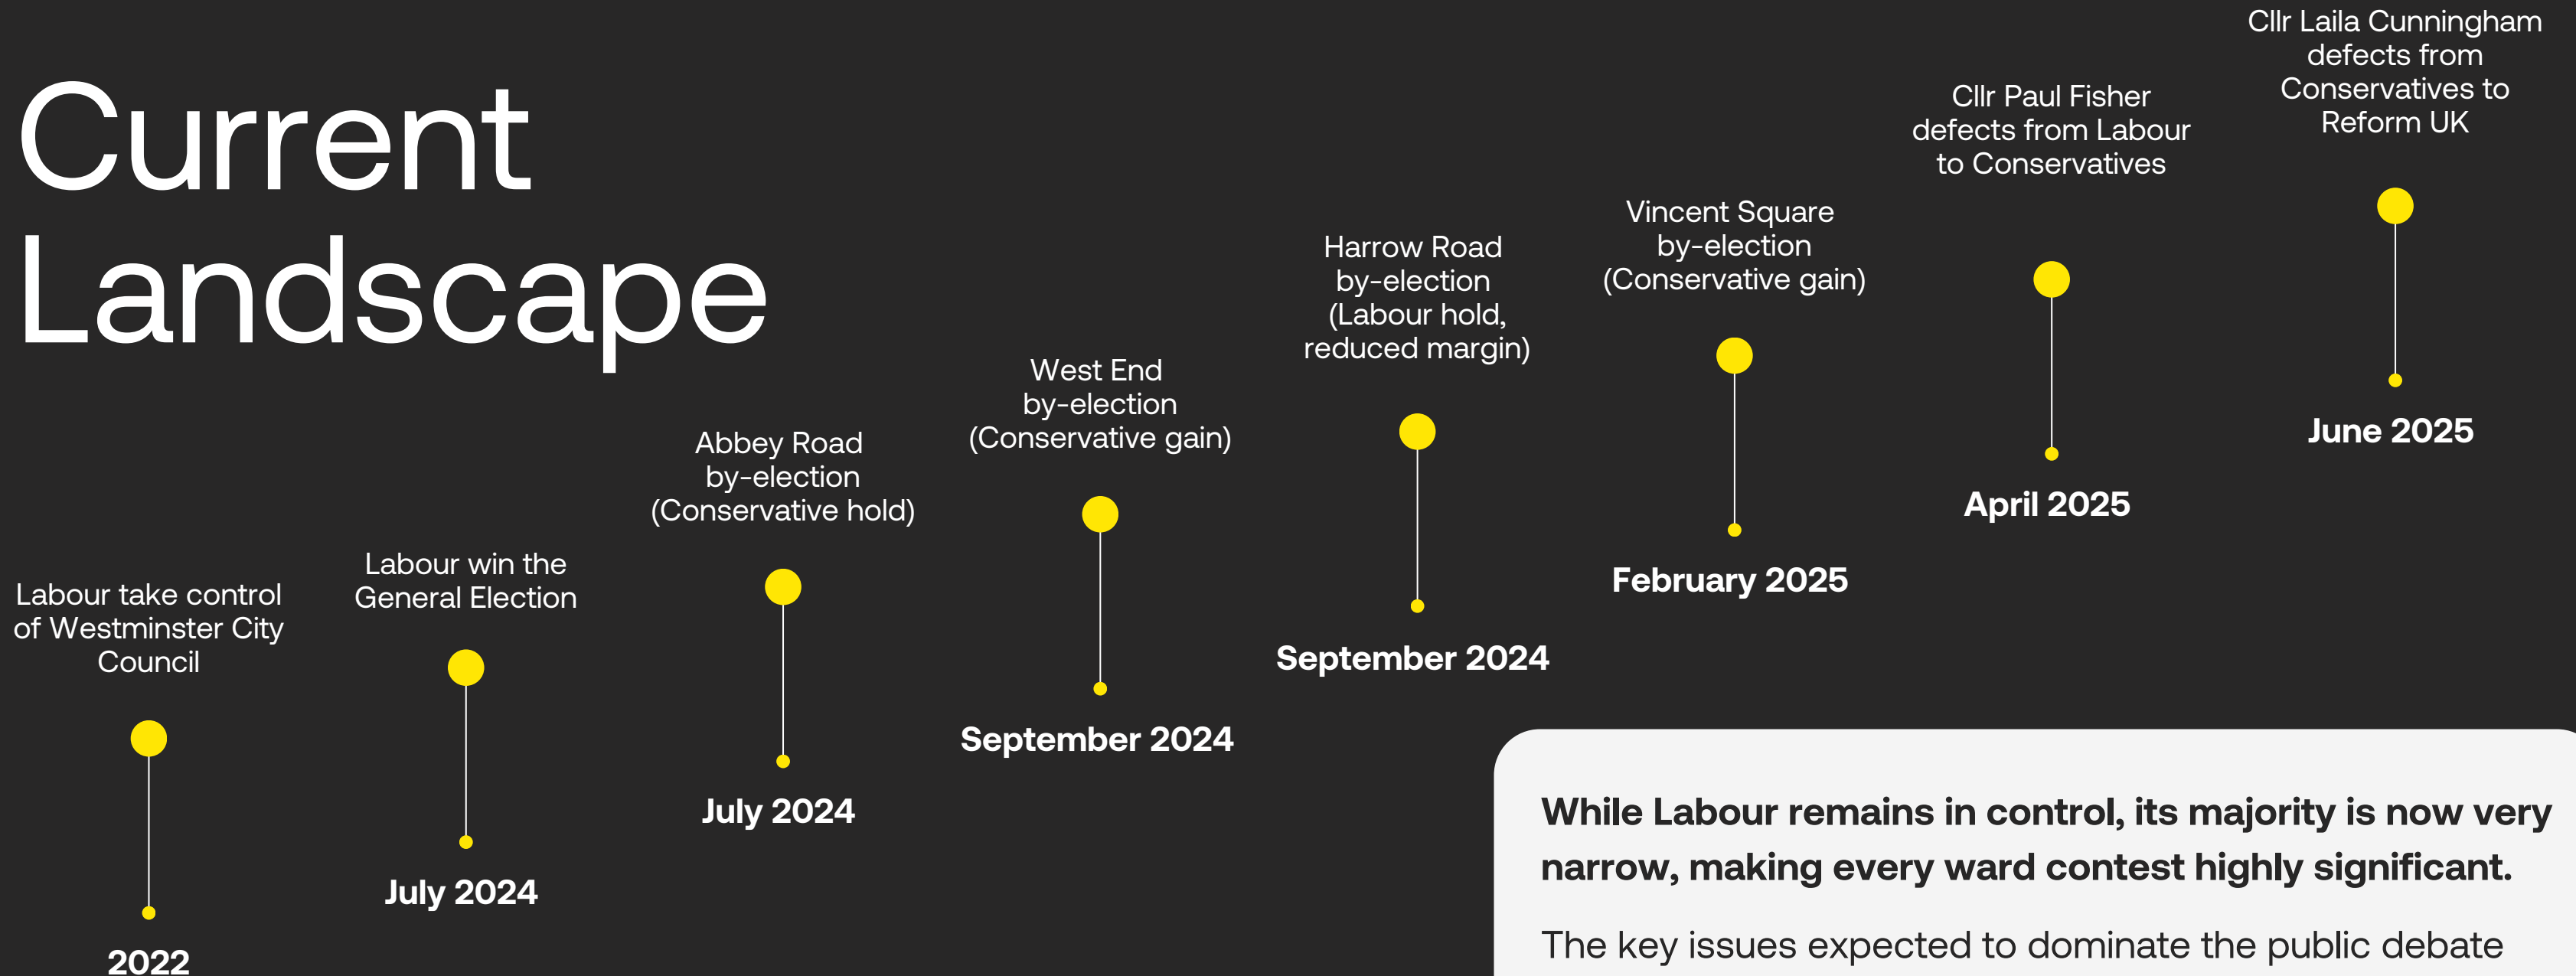 Current
Landscape
Labour take control
of Westminster City
Council
2022
Labour win the
General Election
July 2024
Abbey Road
by-election
(Conservative hold)
July 2024
West End
by-election
(Conservative gain)
September 2024
Harrow Road
by-election
(Labour hold,
reduced margin)
September 2024
Vincent Square
by-election
(Conservative gain)
February 2025
Cllr Paul Fisher
defects from Labour
to Conservatives
April 2025
Cllr Laila Cunningham
defects from
Conservatives to
Reform UK
June 2025
While Labour remains in control, its majority is now very
narrow, making every ward contest highly significant.
The key issues expected to dominate the public debate